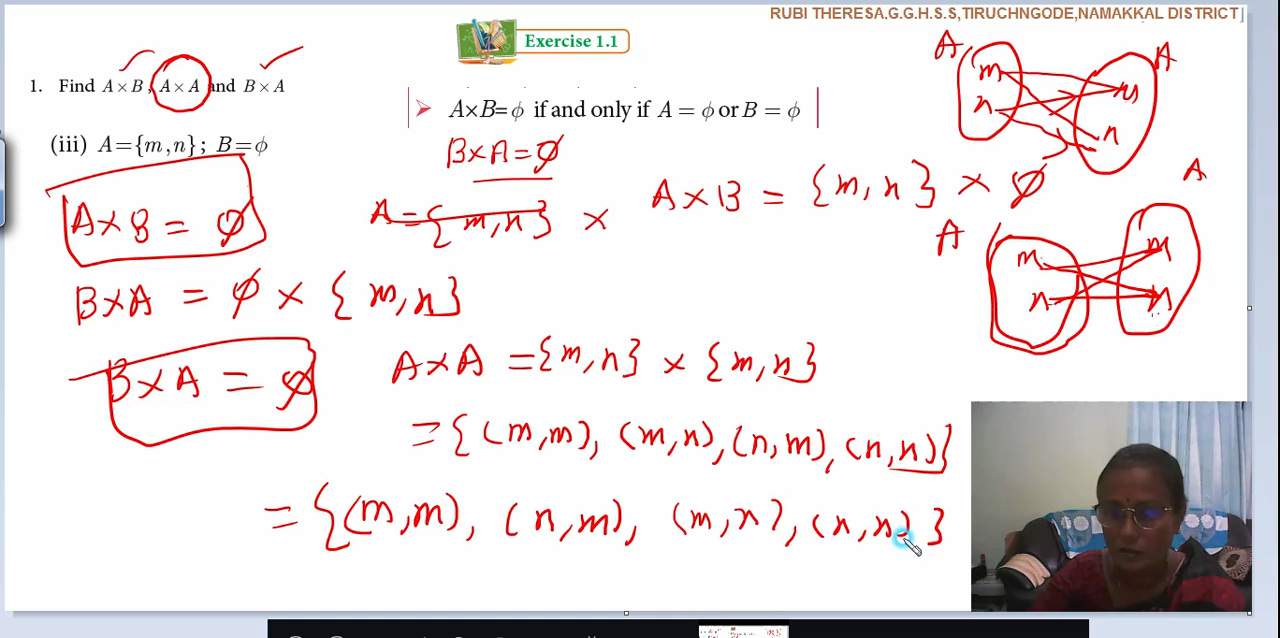 RUBI THERESA,G.G.H.S.S,TIRUCHNGODE,NAMAKKAL DISTRICT
Exercise 1.1
1. Find A×B, A×A and B×A
(iii) A={m,n}; B=ϕ
A×B=ϕ if and only if A = ϕ or B = ϕ
B×A=ϕ
A×B = ϕ
A={m,n} ×
A×B = {m,n} × ϕ
B×A = ϕ × {m,n}
B×A = ϕ
A×A = {m,n} × {m,n}
={(m,m), (m,n), (n,m), (n,n)}
={(m,m), (n,m), (m,n), (n,n)}
A A
m m
n n
A A
m m
n n